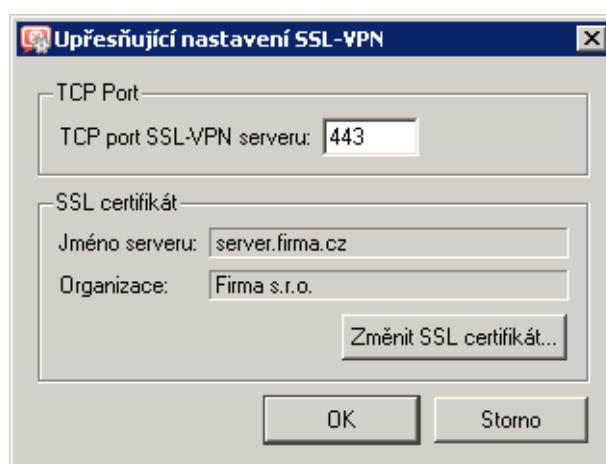 Upřesňující nastavení SSL-VPN
TCP Port
TCP port SSL-VPN serveru: 443
SSL certifikát
Jméno serveru: server.firma.cz
Organizace: Firma s.r.o.
Změnit SSL certifikát...
OK Storno